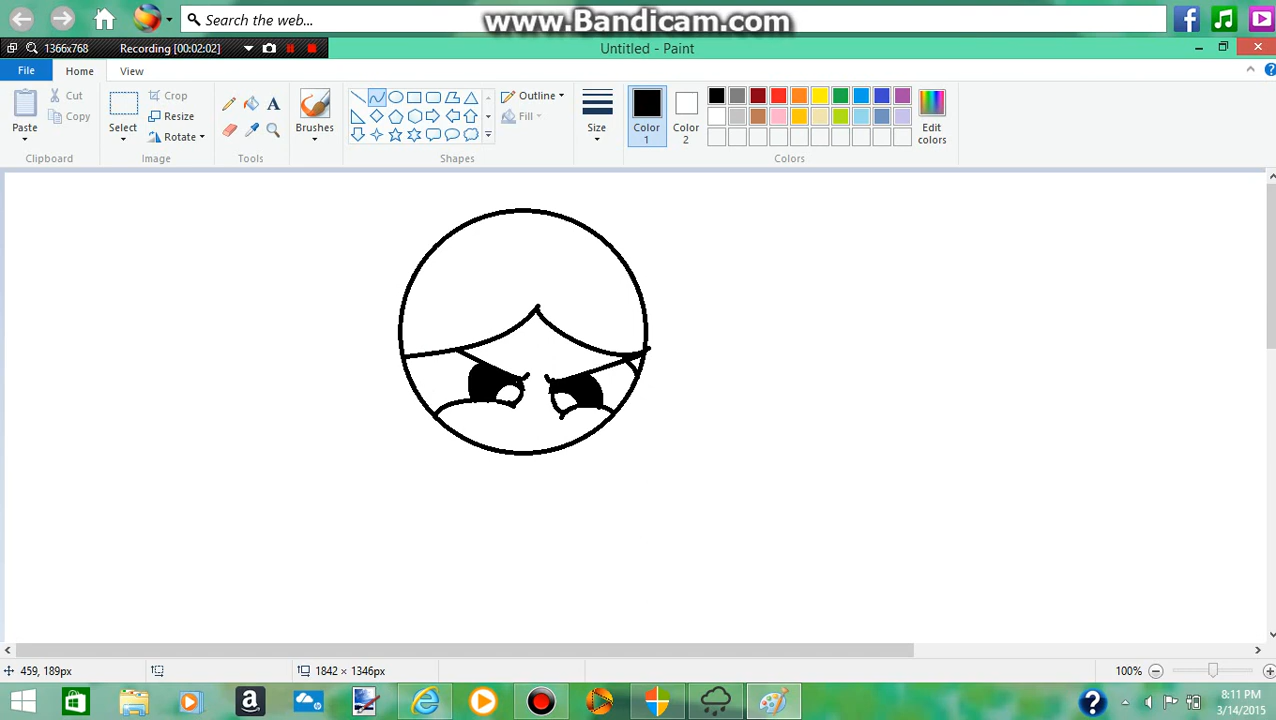 Search the web...
www.Bandicam.com
1366x768
Recording [00:02:02]
Untitled - Paint
File
Home
View
Paste
Cut
Copy
Clipboard
Select
Crop
Resize
Rotate
Image
A
Tools
Brushes
Outline
Fill
Shapes
Size
Color 1
Color 2
Edit colors
Colors
459, 189px
1842 × 1346px
100%
8:11 PM
3/14/2015